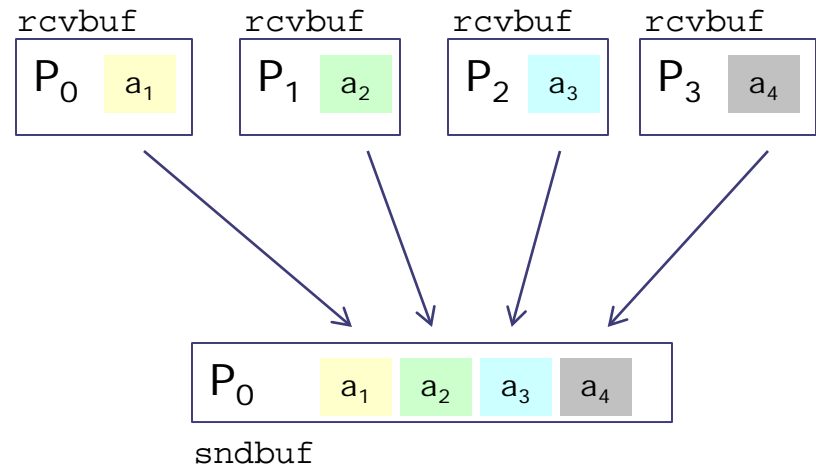 rcvbuf rcvbuf rcvbuf rcvbuf
P₀ a₁ P₁ a₂ P₂ a₃ P₃ a₄
P₀ a₁ a₂ a₃ a₄
sndbuf